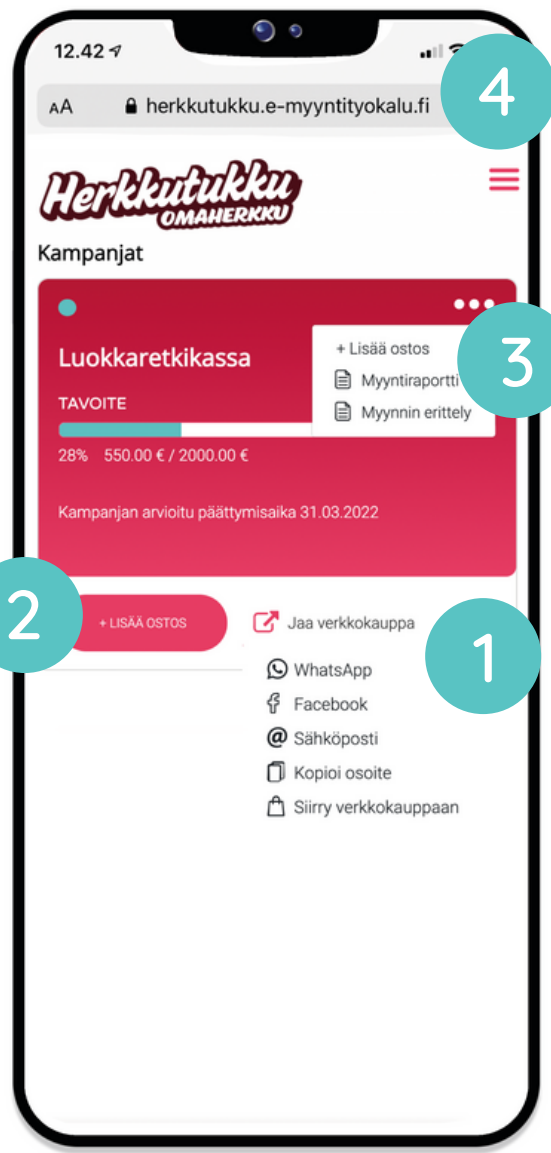 12.42
4
AA herkkutukku.e-myyntityokalu.fi
Herkkutukku
OMAHERKKU
Kampanjat
Luokkaretkikassa
+ Lisää ostos
3
Myyntiraportti
TAVOITE
Myynnin erittely
28% 550.00 € / 2000.00 €
Kampanjan arvioitu päättymisaika 31.03.2022
2
+ LISÄÄ OSTOS
Jaa verkkokauppa
1
WhatsApp
Facebook
@ Sähköposti
Kopioi osoite
Siirry verkkokauppaan